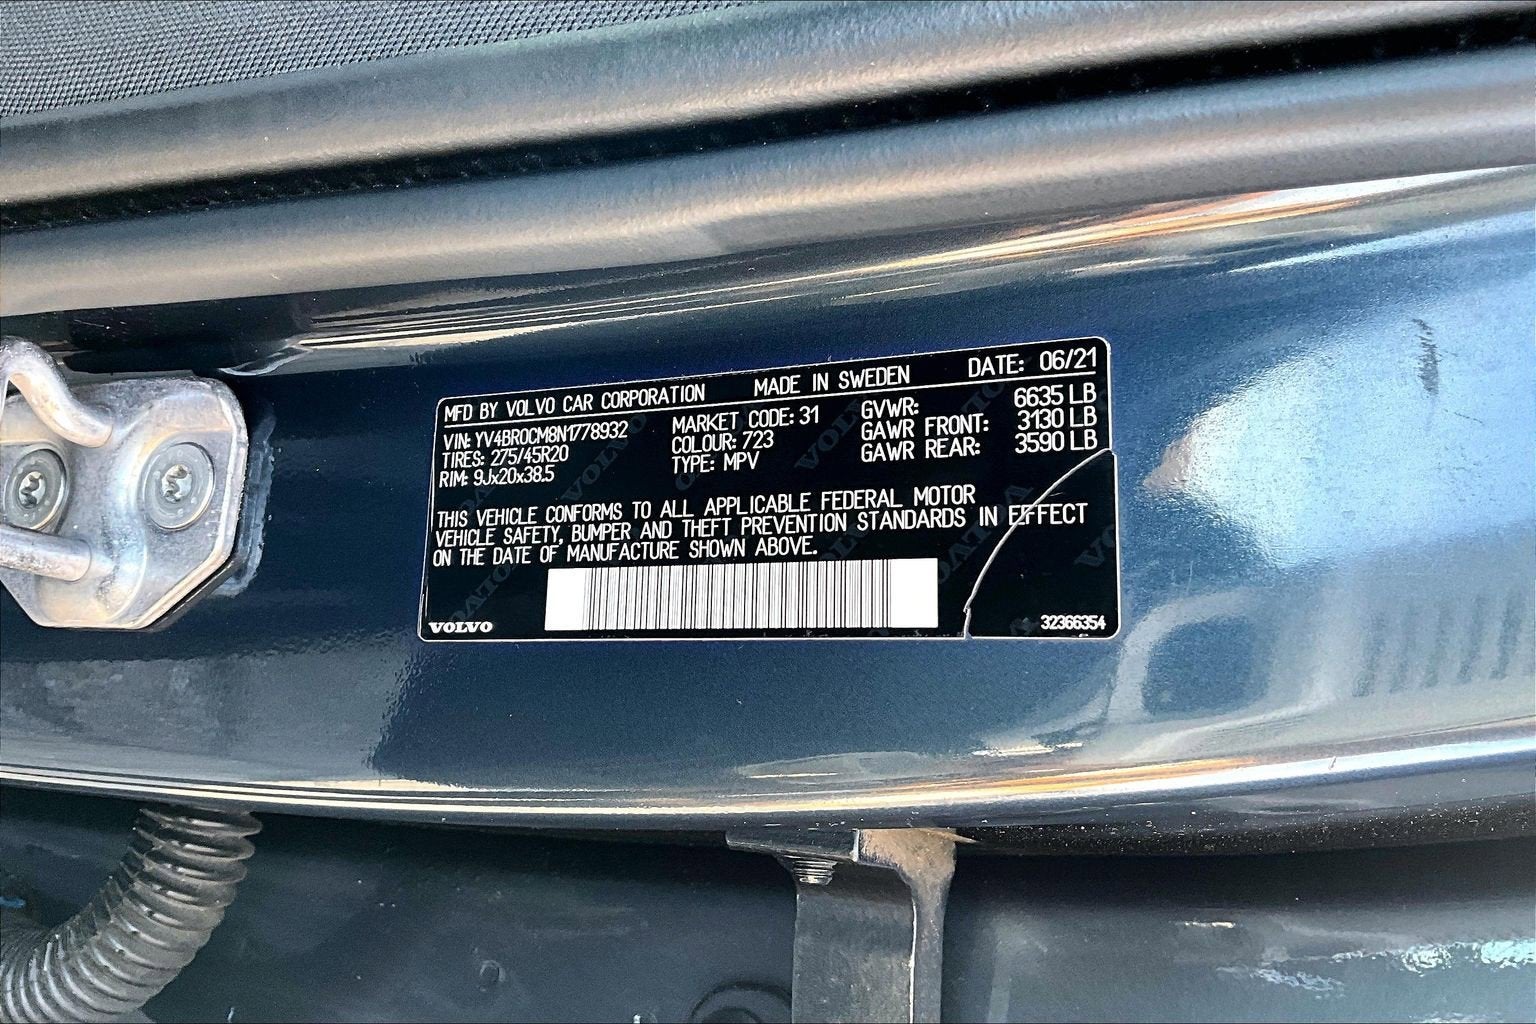 MFD BY VOLVO CAR CORPORATION MADE IN SWEDEN DATE: 06/21
VIN: YV4BR0CM8N1778932 MARKET CODE: 31 GVWR: 6635 LB
TIRES: 275/45R20 COLOUR: 723 GAWR FRONT: 3130 LB
RIM: 9Jx20x38.5 TYPE: MPV GAWR REAR: 3590 LB
THIS VEHICLE CONFORMS TO ALL APPLICABLE FEDERAL MOTOR
VEHICLE SAFETY, BUMPER AND THEFT PREVENTION STANDARDS IN EFFECT
ON THE DATE OF MANUFACTURE SHOWN ABOVE.
VOLVO 32366354